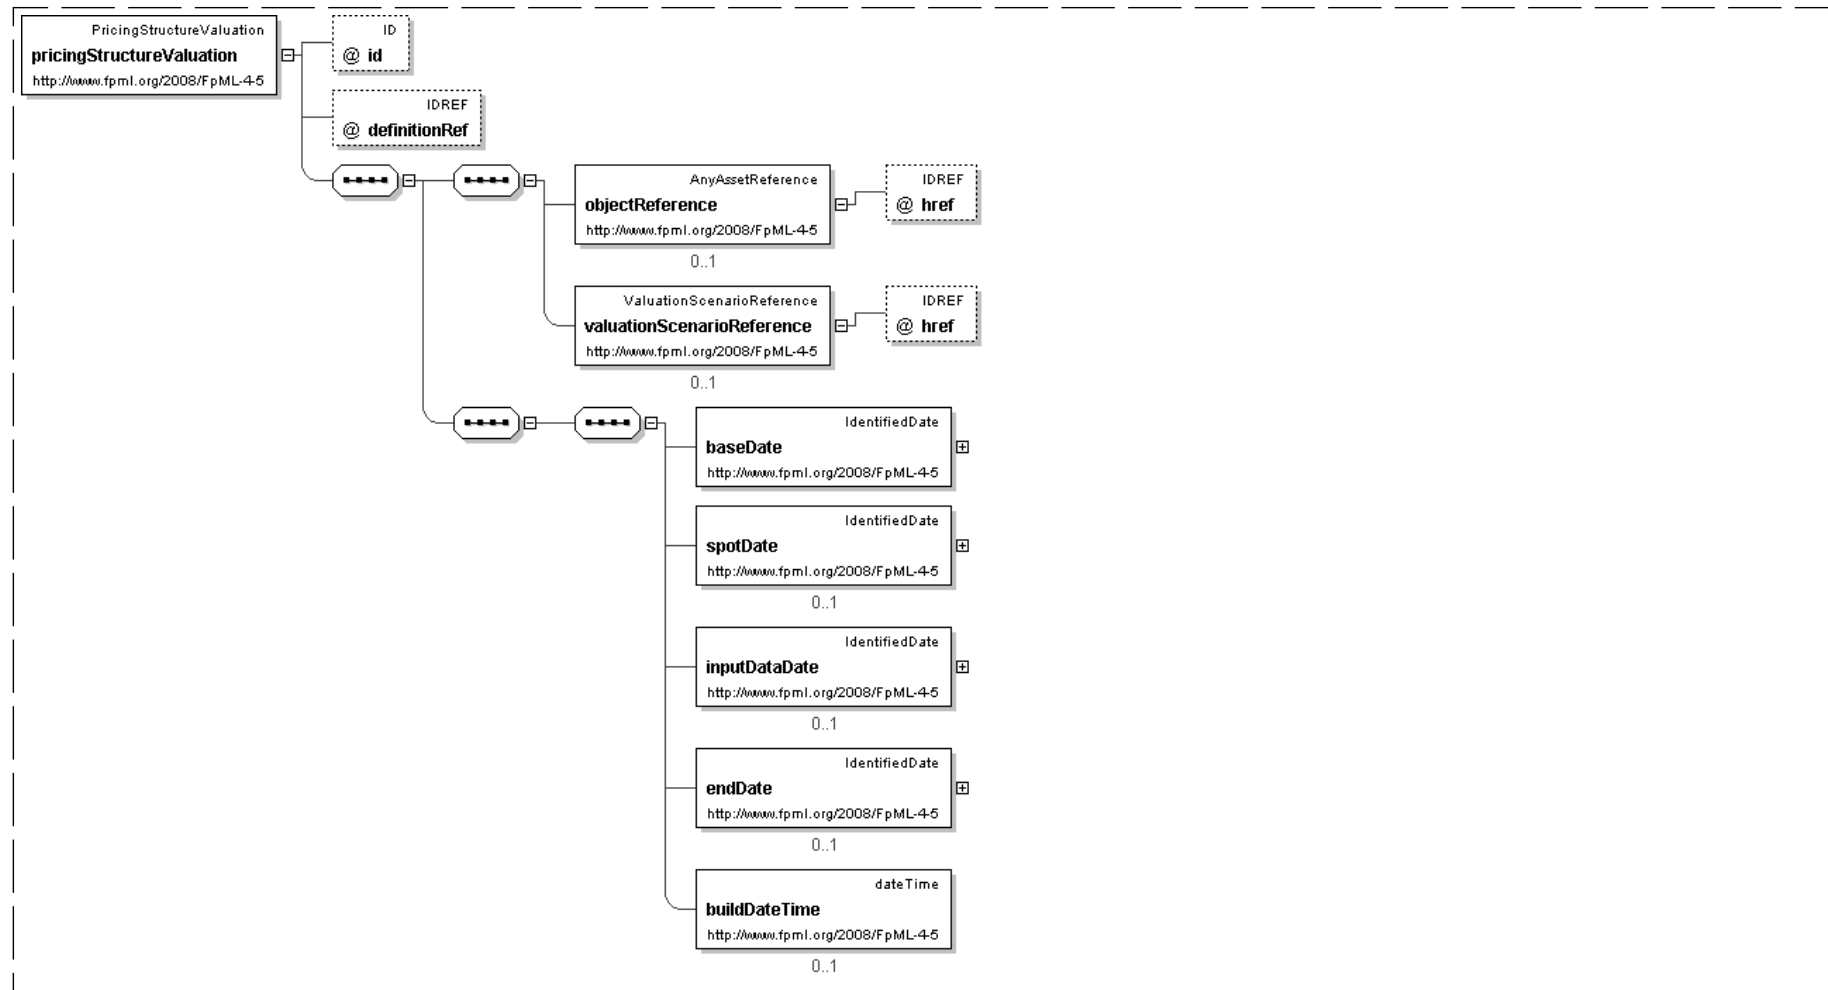 PricingStructureValuation
pricingStructureValuation
http://www.fpml.org/2008/FpML-4-5
ID
@ id
IDREF
@ definitionRef
AnyAssetReference
objectReference
http://www.fpml.org/2008/FpML-4-5
0..1
IDREF
@ href
ValuationScenarioReference
valuationScenarioReference
http://www.fpml.org/2008/FpML-4-5
0..1
IDREF
@ href
IdentifiedDate
baseDate
http://www.fpml.org/2008/FpML-4-5
IdentifiedDate
spotDate
http://www.fpml.org/2008/FpML-4-5
0..1
IdentifiedDate
inputDataDate
http://www.fpml.org/2008/FpML-4-5
0..1
IdentifiedDate
endDate
http://www.fpml.org/2008/FpML-4-5
0..1
dateTime
buildDateTime
http://www.fpml.org/2008/FpML-4-5
0..1